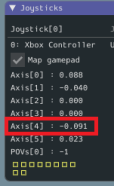 Joysticks
Joystick[0] J
0: Xbox Controller U
Map gamepad
Axis[0] : 0.088
Axis[1] : -0.040
Axis[2] : 0.000
Axis[3] : 0.000
Axis[4] : -0.091
Axis[5] : 0.023
POVs[0] : -1